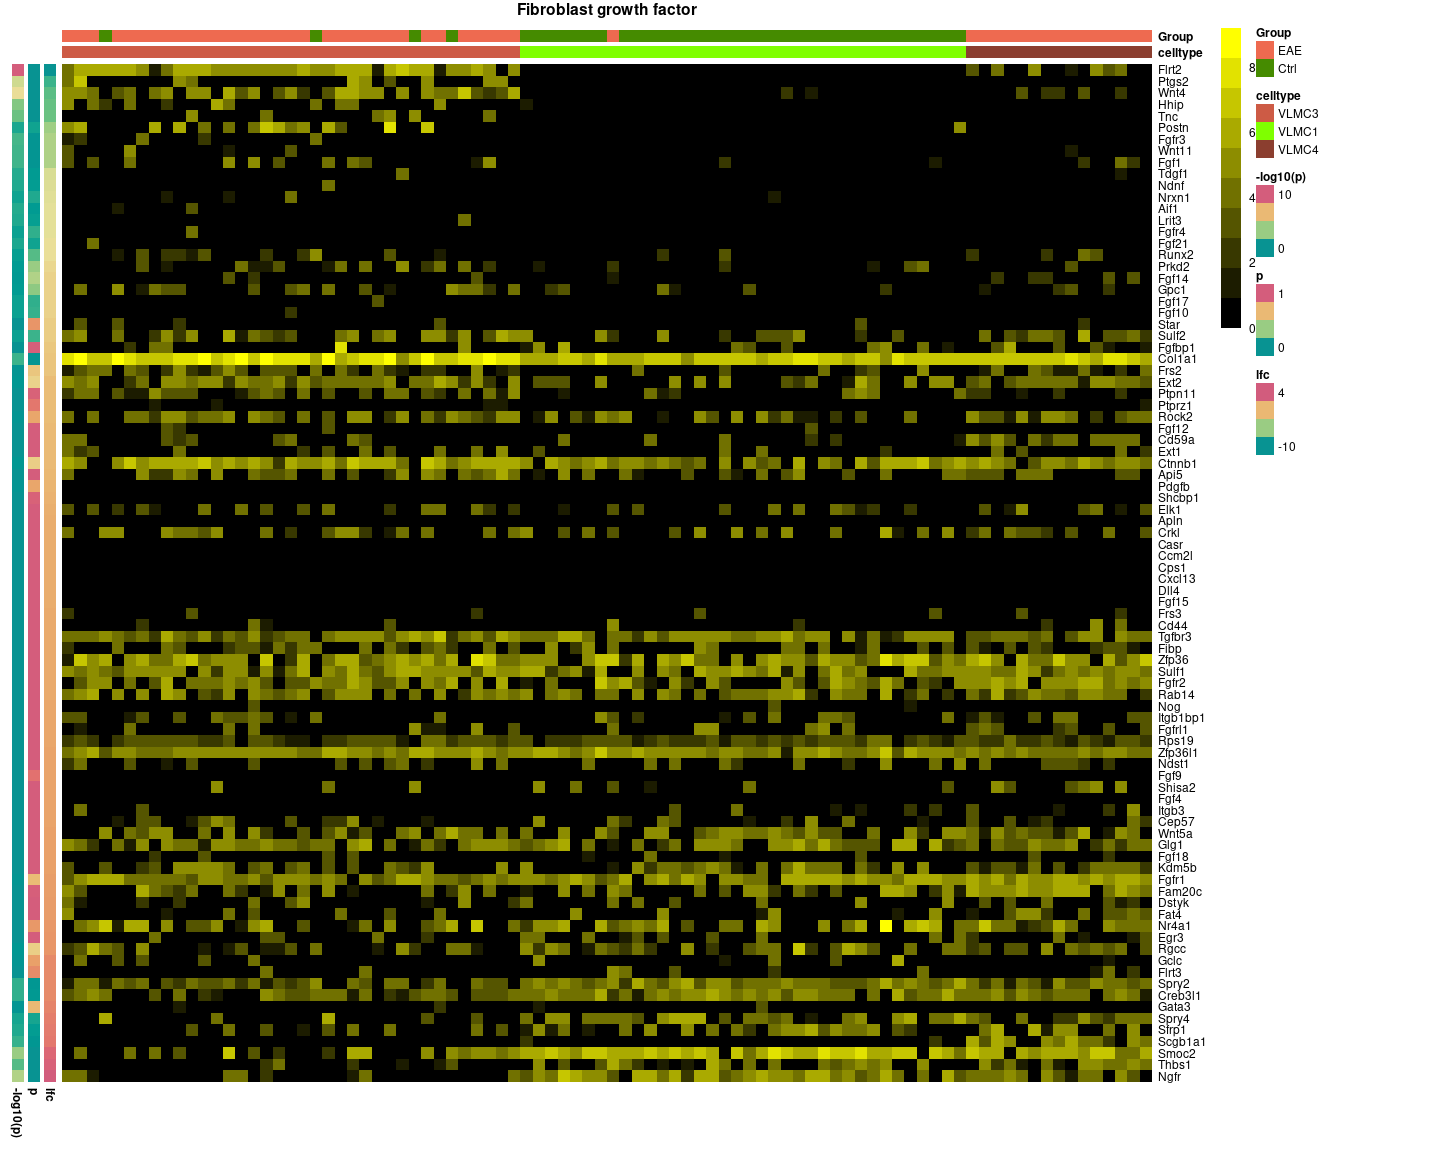 Fibroblast growth factor
Group
celltype
Flrt2
Ptgs2
Wnt4
Hhip
Tnc
Postn
Fgfr3
Wnt11
Fgf1
Tdgf1
Ndnf
Nrxn1
Aif1
Lrit3
Fgfr4
Fgf21
Runx2
Prkd2
Fgf14
Gpc1
Fgf17
Fgf10
Star
Sulf2
Fgfbp1
Col1a1
Frs2
Ext2
Ptpn11
Ptprz1
Rock2
Fgf12
Cd59a
Ext1
Ctnnb1
Api5
Pdgfb
Shcbp1
Elk1
Apln
Crkl
Casr
Ccm2l
Cps1
Cxcl13
Dll4
Fgf15
Frs3
Cd44
Tgfbr3
Fibp
Zfp36
Sulf1
Fgfr2
Rab14
Nog
Itgb1bp1
Fgfrl1
Rps19
Zfp36l1
Ndst1
Fgf9
Shisa2
Fgf4
Itgb3
Cep57
Wnt5a
Glg1
Fgf18
Kdm5b
Fgfr1
Fam20c
Dstyk
Fat4
Nr4a1
Egr3
Rgcc
Gclc
Flrt3
Spry2
Creb3l1
Gata3
Spry4
Sfrp1
Scgb1a1
Smoc2
Thbs1
Ngfr
-log10(p)
p
lfc
8
6
4
2
0
Group
EAE
Ctrl
celltype
VLMC3
VLMC1
VLMC4
-log10(p)
10
0
p
1
0
lfc
4
-10